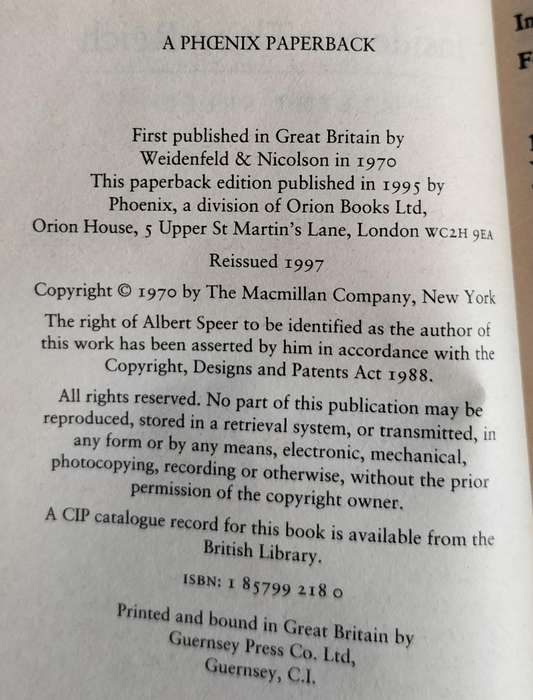 A PHŒNIX PAPERBACK
First published in Great Britain by
Weidenfeld & Nicolson in 1970
This paperback edition published in 1995 by
Phoenix, a division of Orion Books Ltd,
Orion House, 5 Upper St Martin's Lane, London WC2H 9EA
Reissued 1997
Copyright © 1970 by The Macmillan Company, New York
The right of Albert Speer to be identified as the author of
this work has been asserted by him in accordance with the
Copyright, Designs and Patents Act 1988.
All rights reserved. No part of this publication may be
reproduced, stored in a retrieval system, or transmitted, in
any form or by any means, electronic, mechanical,
photocopying, recording or otherwise, without the prior
permission of the copyright owner.
A CIP catalogue record for this book is available from the
British Library.
ISBN: 1 85799 218 0
Printed and bound in Great Britain by
Guernsey Press Co. Ltd,
Guernsey, C.I.